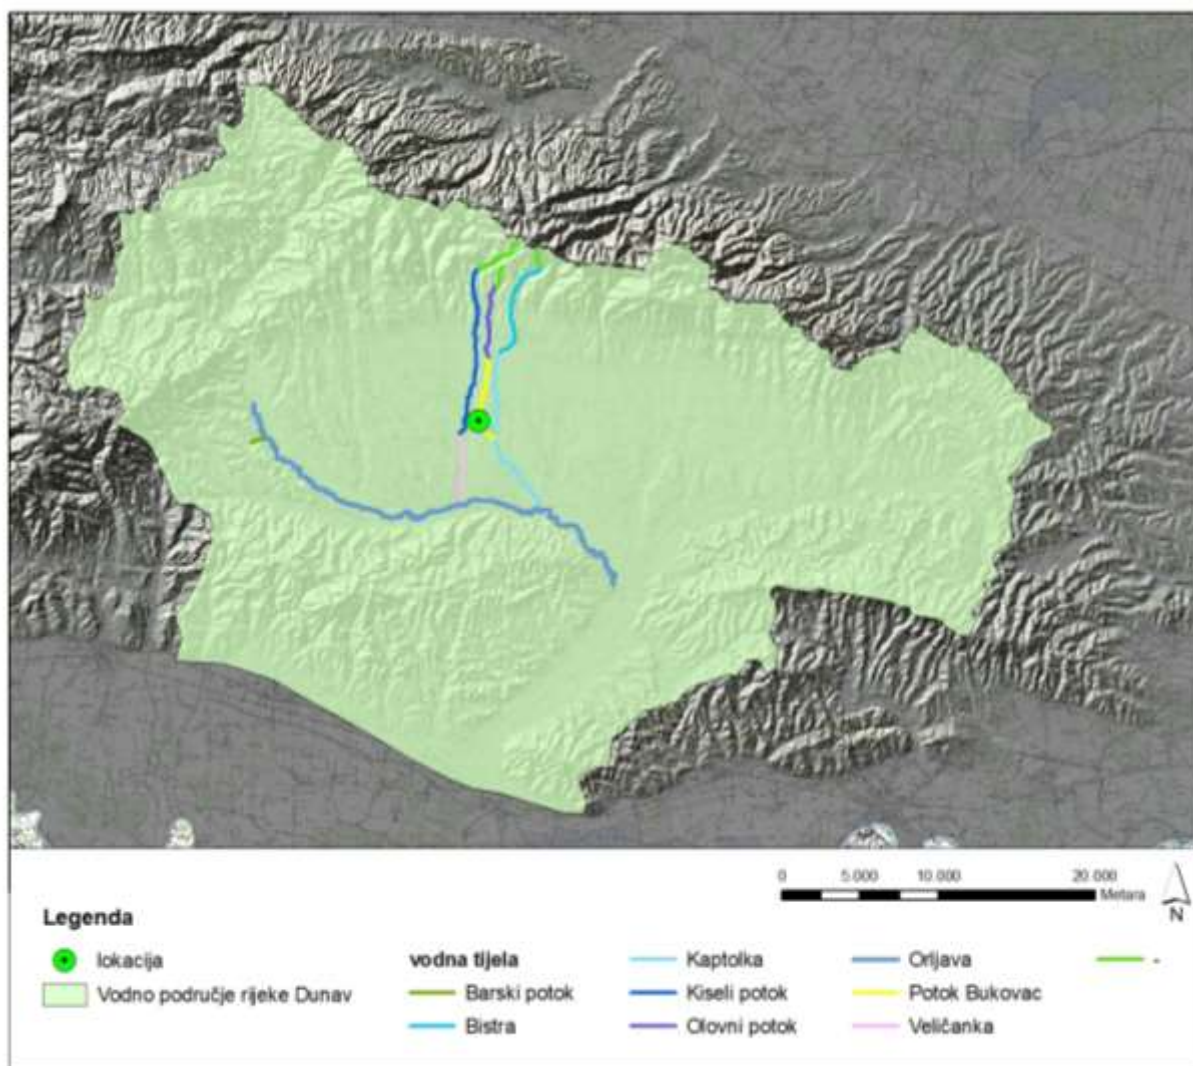 0 5.000 10.000 20.000
Metara
N
Legenda
lokacija
Vodno područje rijeke Dunav
vodna tijela
Barski potok
Bistra
Kaptolka
Kiseli potok
Olovni potok
Orljava
Potok Bukovac
Veličanka
-